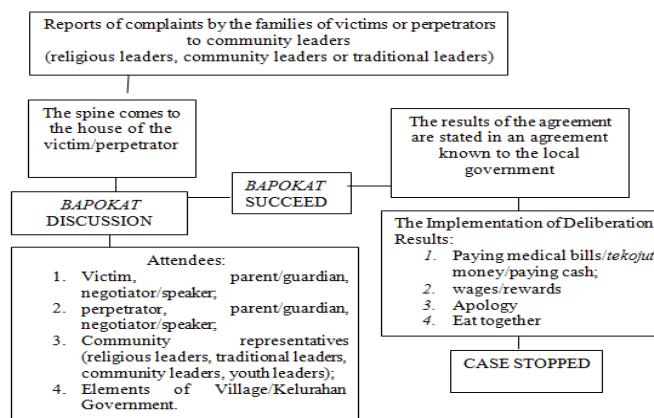 Reports of complaints by the families of victims or perpetrators
to community leaders
(religious leaders, community leaders or traditional leaders)
The spine comes to
the house of the
victim/perpetrator
BAPOKAT
DISCUSSION
Attendees:
1. Victim, parent/guardian,
negotiator/speaker;
2. perpetrator, parent/guardian,
negotiator/speaker;
3. Community representatives
(religious leaders, traditional leaders,
community leaders, youth leaders);
4. Elements of Village/Kelurahan
Government.
BAPOKAT
SUCCEED
The results of the agreement
are stated in an agreement
known to the local
government
The Implementation of Deliberation
Results:
1. Paying medical bills/tekojut
money/paying cash;
2. wages/rewards
3. Apology
4. Eat together
CASE STOPPED